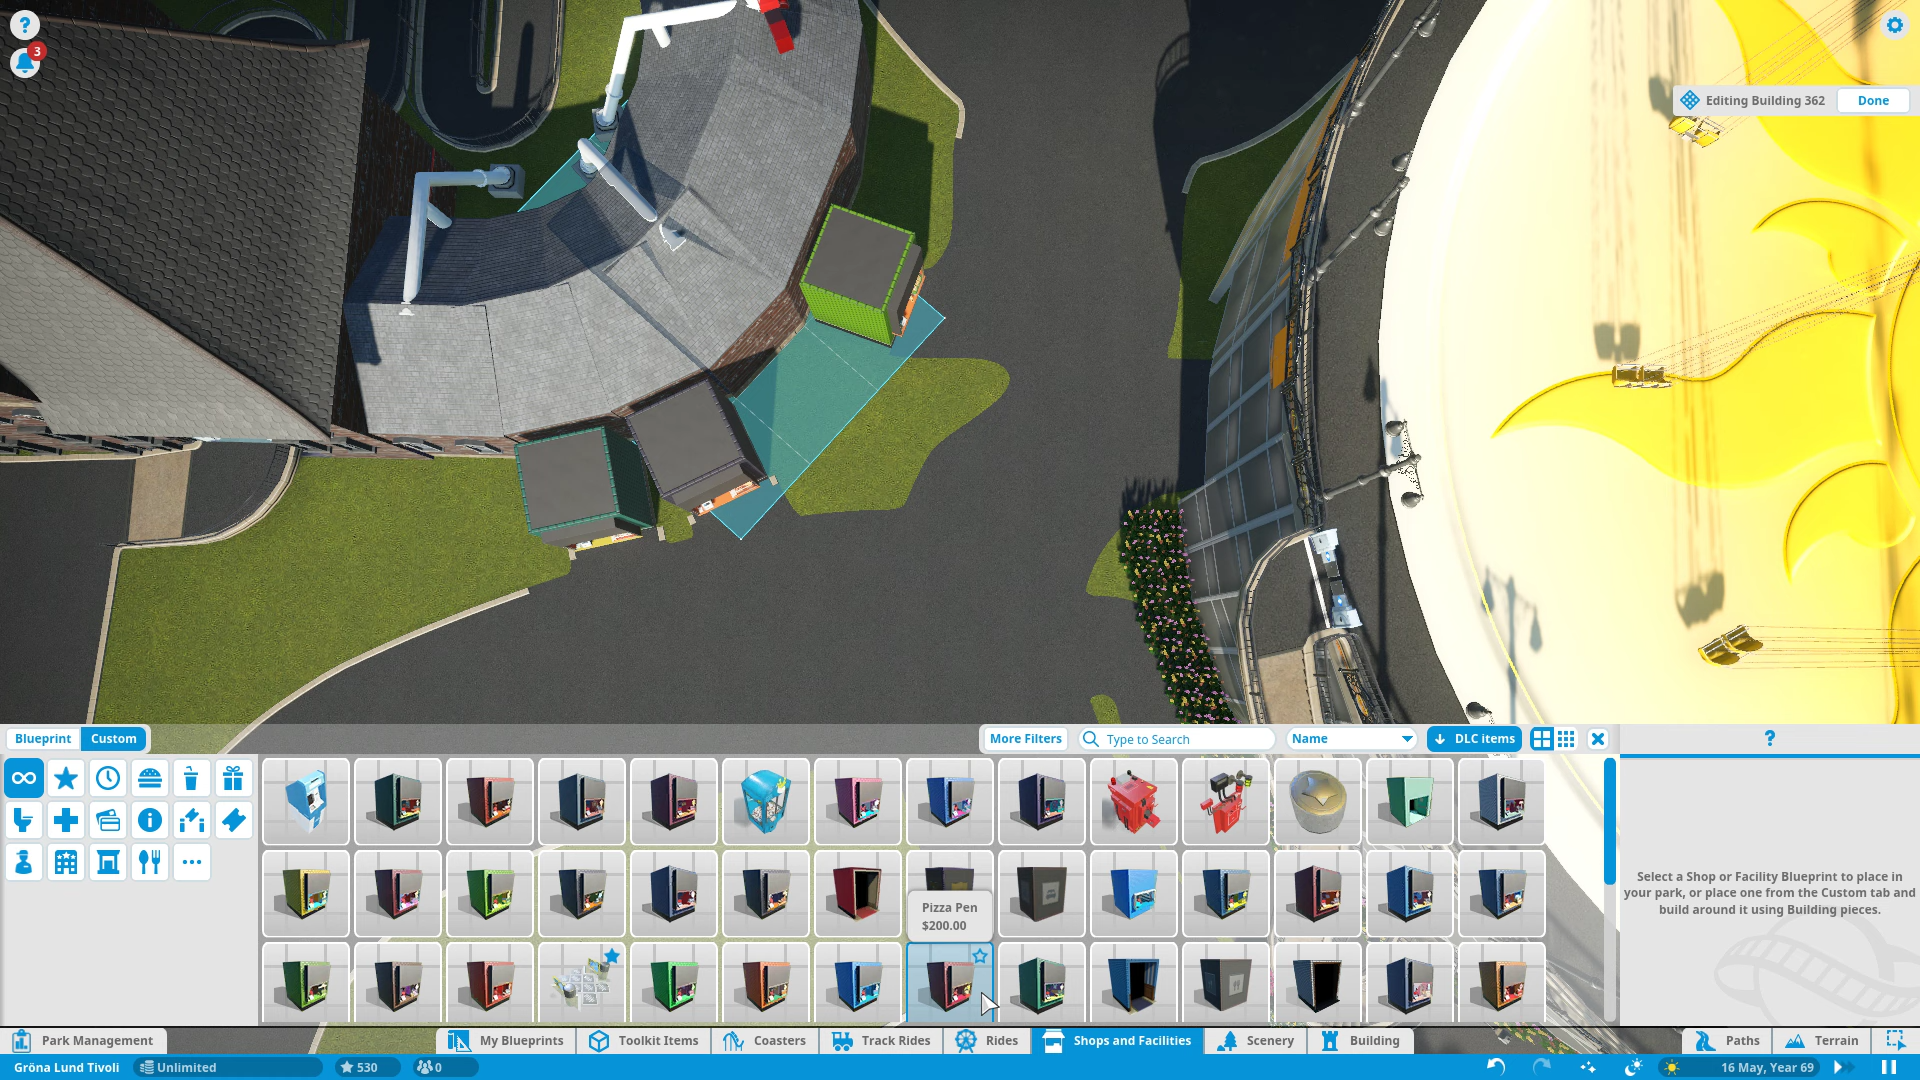 ?
3
Editing Building 362 Done
Blueprint Custom
More Filters Type to Search Name DLC items
?
Pizza Pen
$200.00
Select a Shop or Facility Blueprint to place in
your park, or place one from the Custom tab and
build around it using Building pieces.
Park Management My Blueprints Toolkit Items Coasters Track Rides Rides Shops and Facilities Scenery Building Paths Terrain
Gröna Lund Tivoli Unlimited 530 0 16 May, Year 69